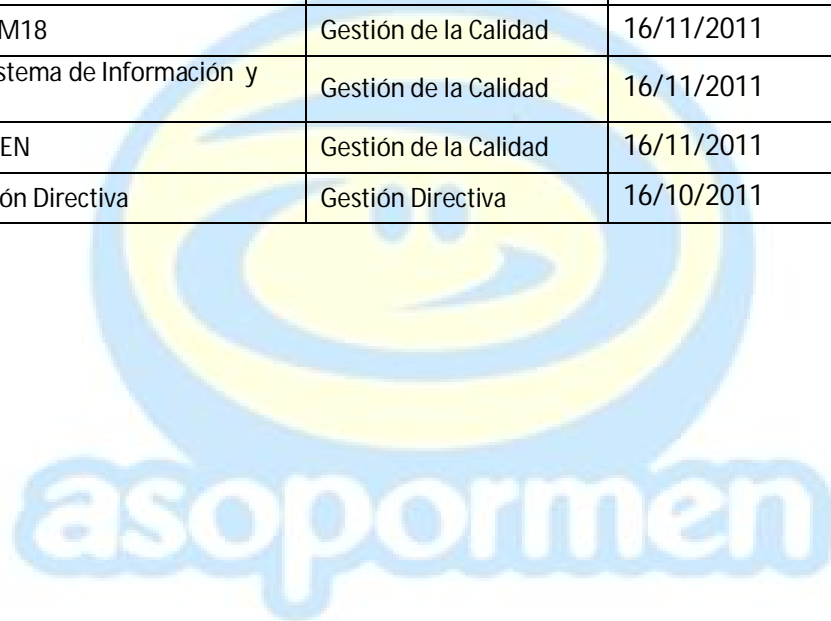 M18 Gestión de la Calidad 16/11/2011
stema de Información y
Gestión de la Calidad 16/11/2011
EN Gestión de la Calidad 16/11/2011
ón Directiva Gestión Directiva 16/10/2011
asopormen